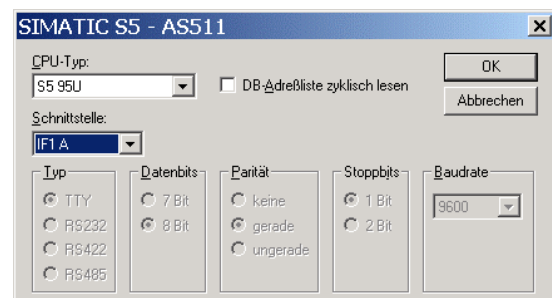 SIMATIC S5 - AS511
CPU-Typ:
S5 95U
DB-Adreßliste zyklisch lesen
OK
Abbrechen
Schnittstelle:
IF1 A
Typ
TTY
RS232
RS422
RS485
Datenbits
7 Bit
8 Bit
Parität
keine
gerade
ungerade
Stoppbits
1 Bit
2 Bit
Baudrate
9600